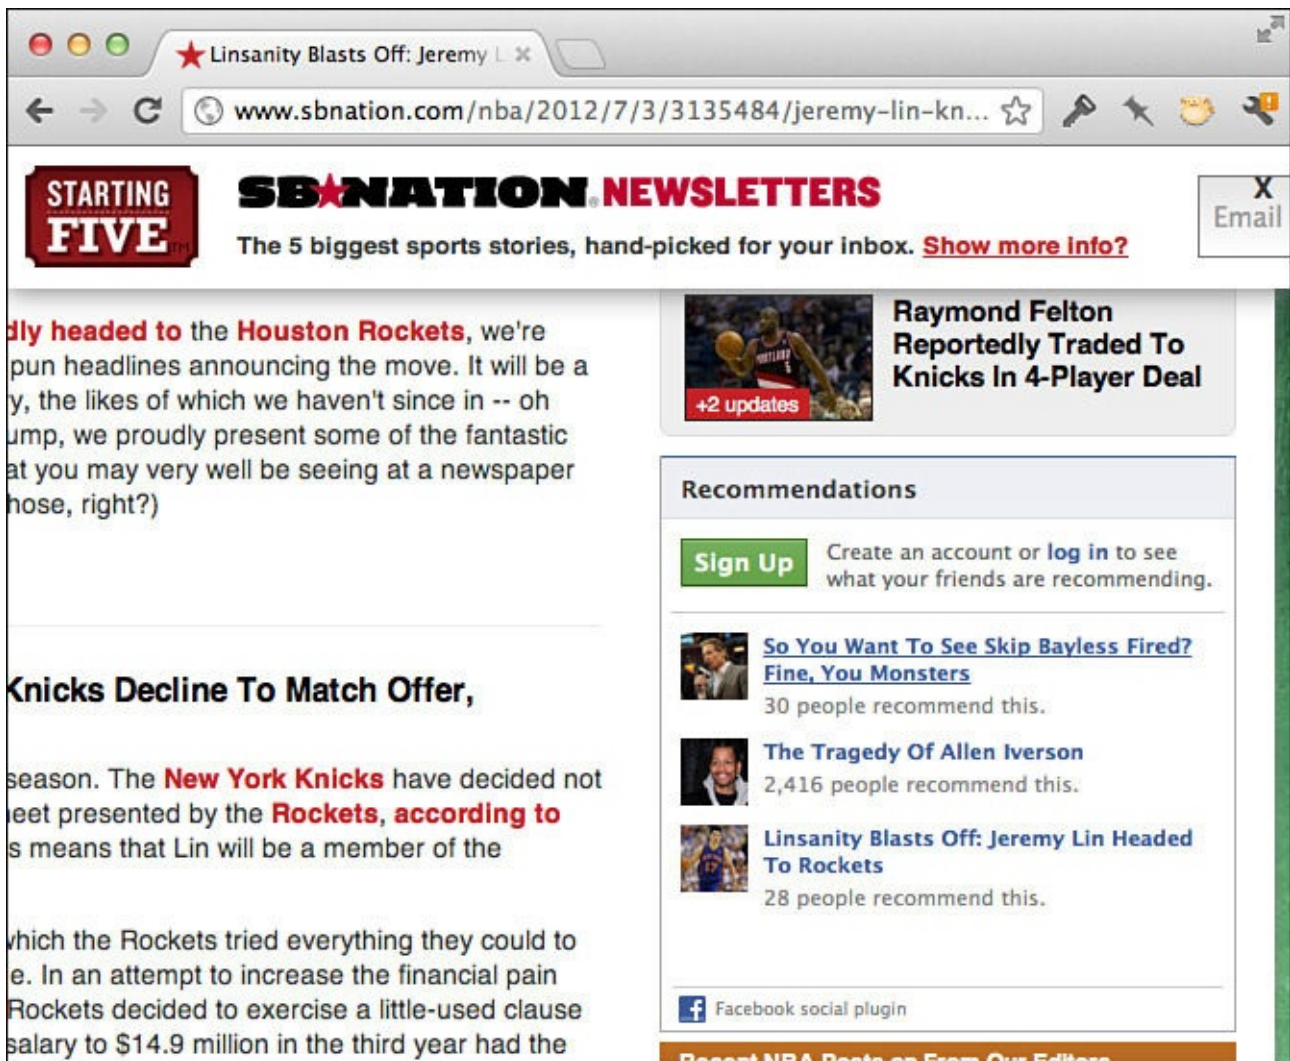 Linsanity Blasts Off: Jeremy L
www.sbnation.com/nba/2012/7/3/3135484/jeremy-lin-kn...
STARTING
FIVE TM
SB★NATION® NEWSLETTERS
The 5 biggest sports stories, hand-picked for your inbox. Show more info?
X
Email
dly headed to the Houston Rockets, we're
pun headlines announcing the move. It will be a
y, the likes of which we haven't since in -- oh
ump, we proudly present some of the fantastic
at you may very well be seeing at a newspaper
hose, right?)
Knicks Decline To Match Offer,
season. The New York Knicks have decided not
eet presented by the Rockets, according to
s means that Lin will be a member of the
which the Rockets tried everything they could to
e. In an attempt to increase the financial pain
Rockets decided to exercise a little-used clause
salary to $14.9 million in the third year had the
Raymond Felton
Reportedly Traded To
Knicks In 4-Player Deal
+2 updates
Recommendations
Sign Up
Create an account or log in to see
what your friends are recommending.
So You Want To See Skip Bayless Fired?
Fine, You Monsters
30 people recommend this.
The Tragedy Of Allen Iverson
2,416 people recommend this.
Linsanity Blasts Off: Jeremy Lin Headed
To Rockets
28 people recommend this.
Facebook social plugin
Recent NBA Posts on From Our Editors